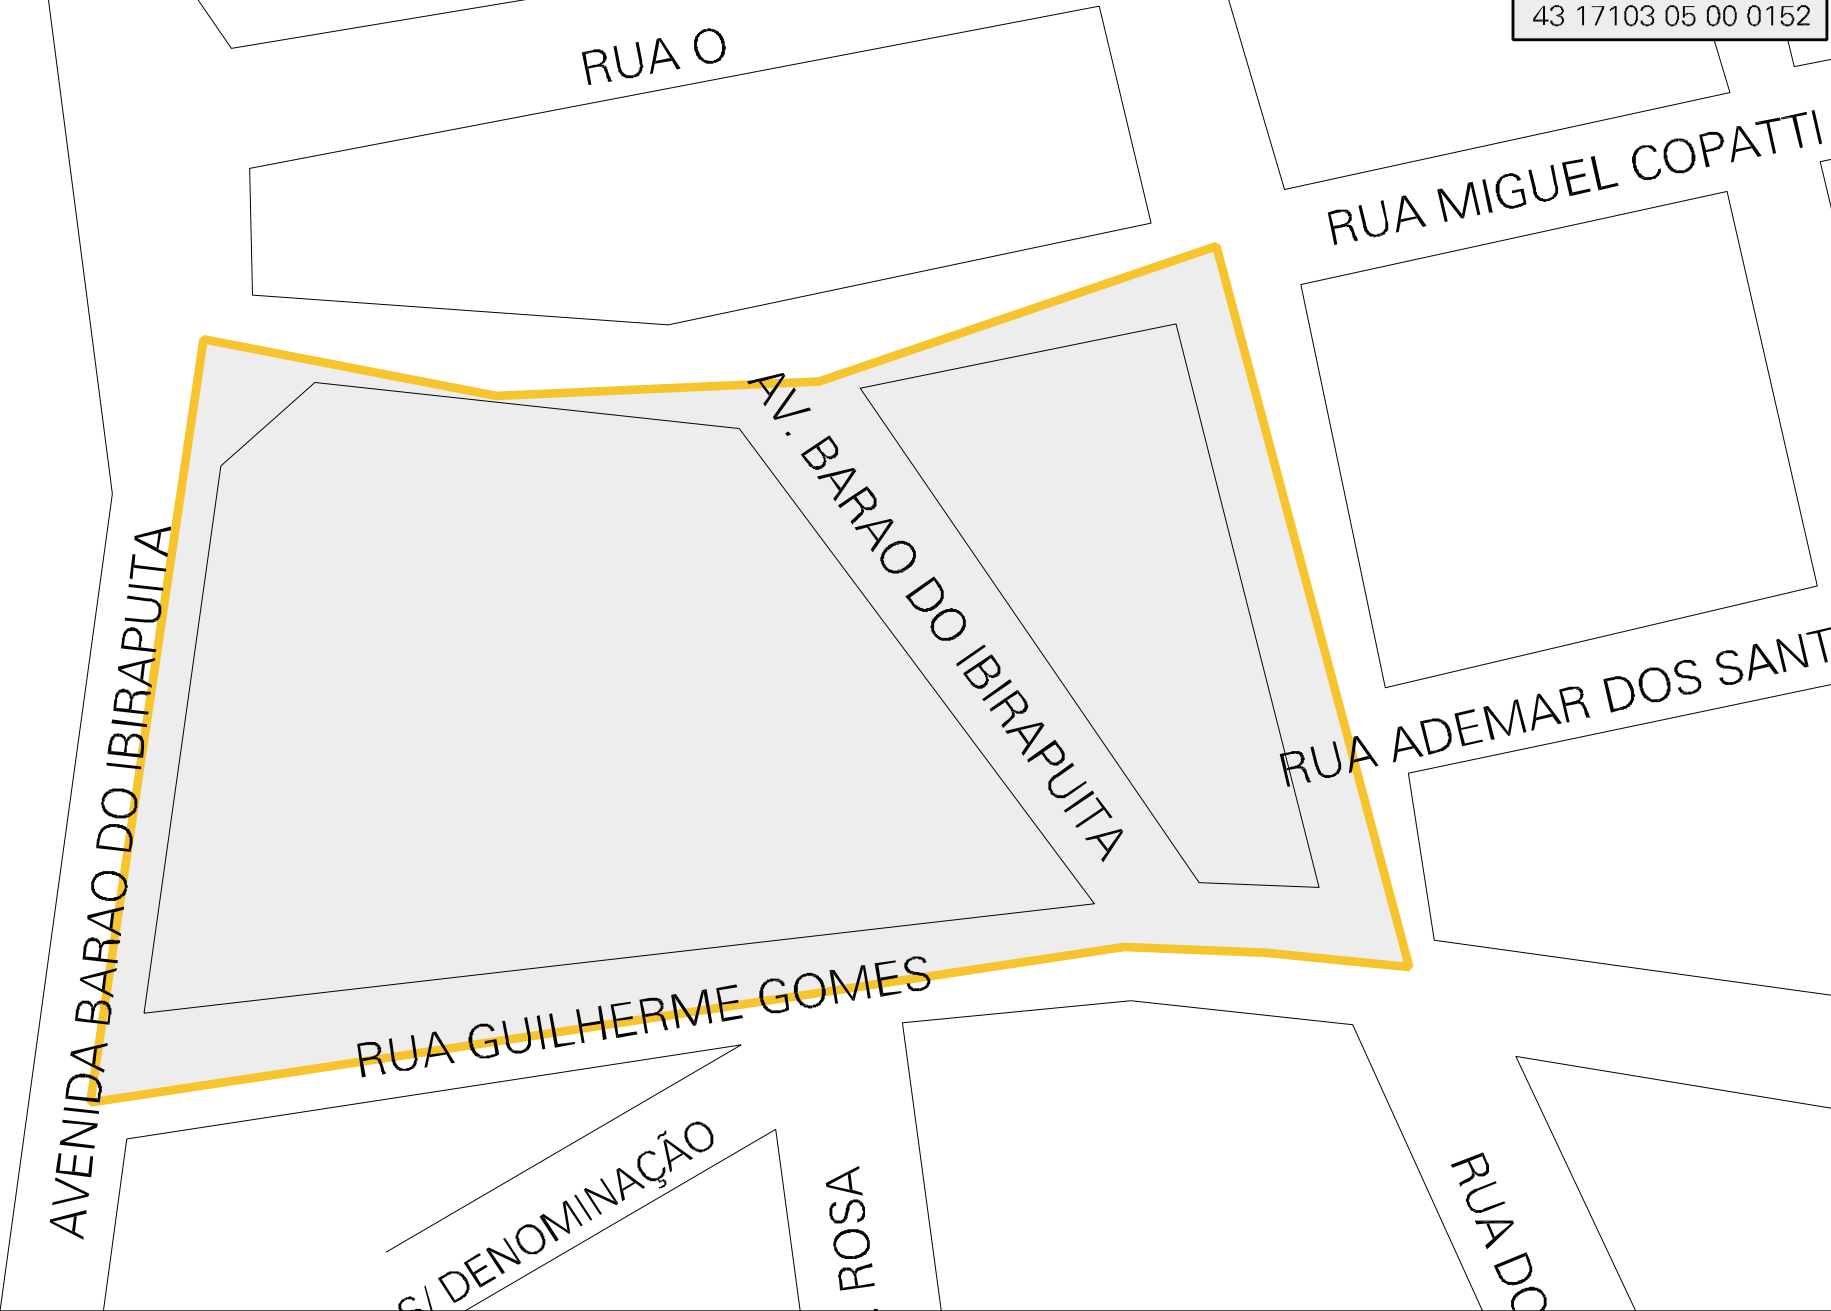 43 17103 05 00 0152
RUA O
RUA MIGUEL COPATTI
AV. BARAO DO IBIRAPUITA
AVENIDA BARAO DO IBIRAPUITA
RUA ADEMAR DOS SANT
RUA GUILHERME GOMES
S/ DENOMINAÇÃO
ROSA
RUA DO